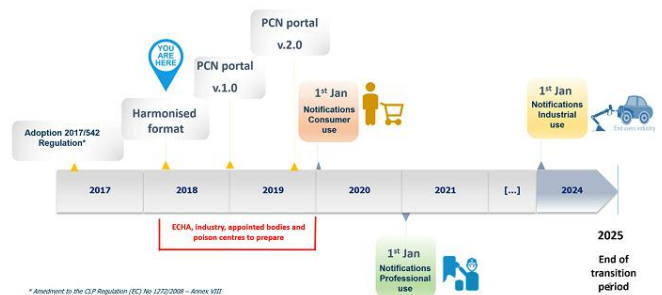 PCN portal
v.2.0
YOU
ARE
HERE
PCN portal
v.1.0
1st Jan
Notifications
Consumer
use
1st Jan
Notifications
Industrial
use
End users industry
Harmonised
format
Adoption 2017/542
Regulation*
2017
2018
2019
2020
2021
[...]
2024
ECHA, industry, appointed bodies and
poison centres to prepare
2025
End of
transition
period
1st Jan
Notifications
Professional
use
* Amedment to the CLP Regulation (EC) No 1272/2008 – Annex VIII